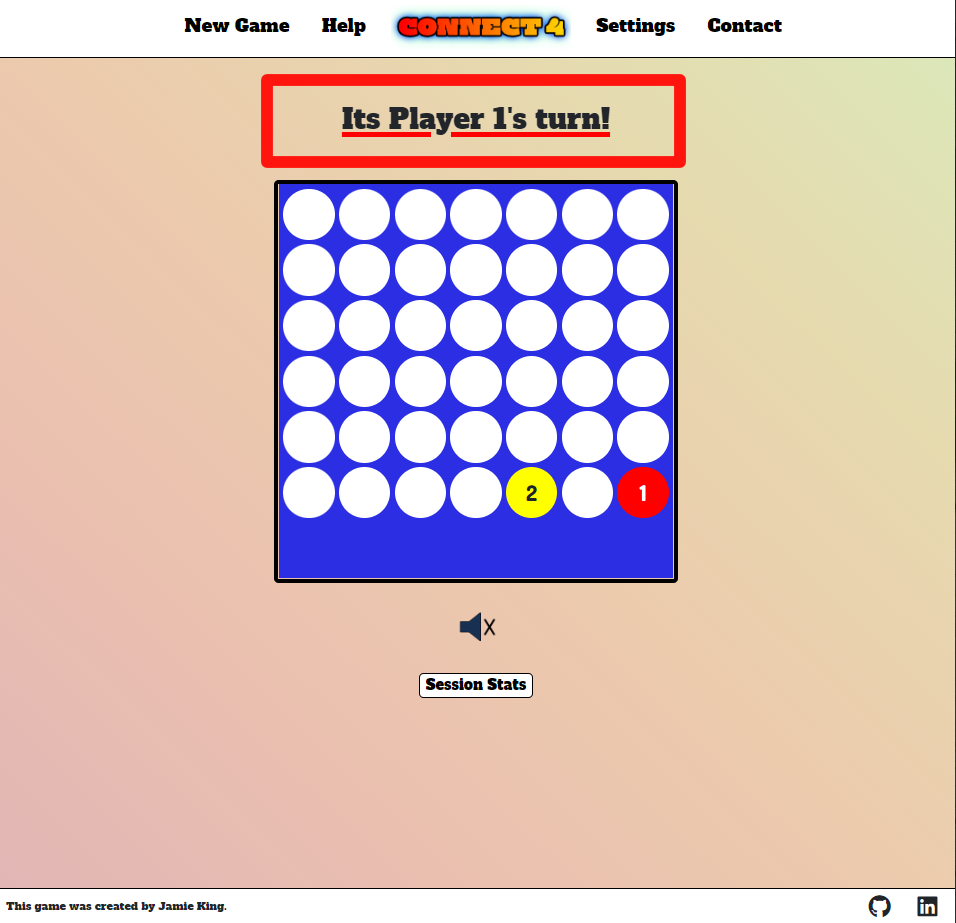 New Game Help CONNECT 4 Settings Contact
Its Player 1's turn!
2 1
X
Session Stats
This game was created by Jamie King.
in